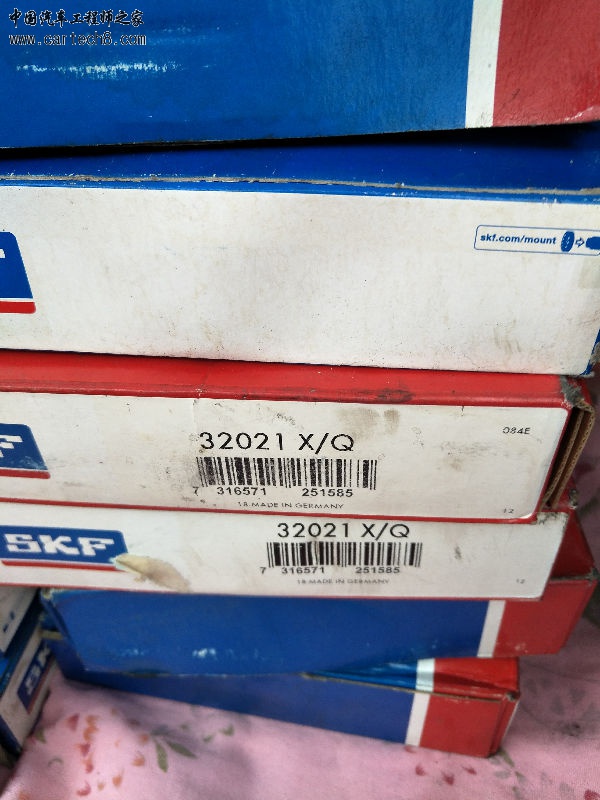 中国汽车工程师之家
www.cartech8.com
skf.com/mount
32021 X/Q
084E
7 316571 251585
18 MADE IN GERMANY
12
SKF
32021 X/Q
7 316571 251585
18 MADE IN GERMANY
12